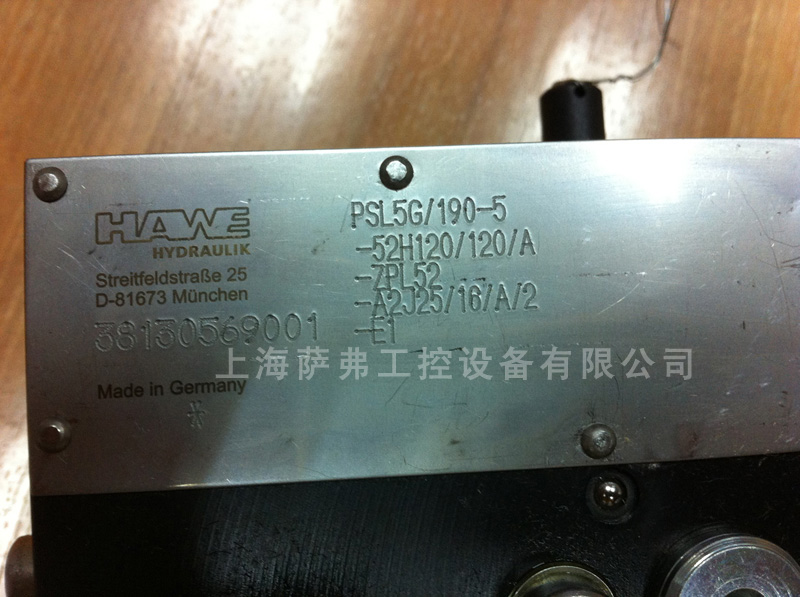 HAWE
HYDRAULIK
Streitfeldstraße 25
D-81673 München
38130569001
Made in Germany
PSL5G/190-5
-52H120/120/A
-ZPL52
-A2J25/16/A/2
-E1
上海萨弗工控设备有限公司